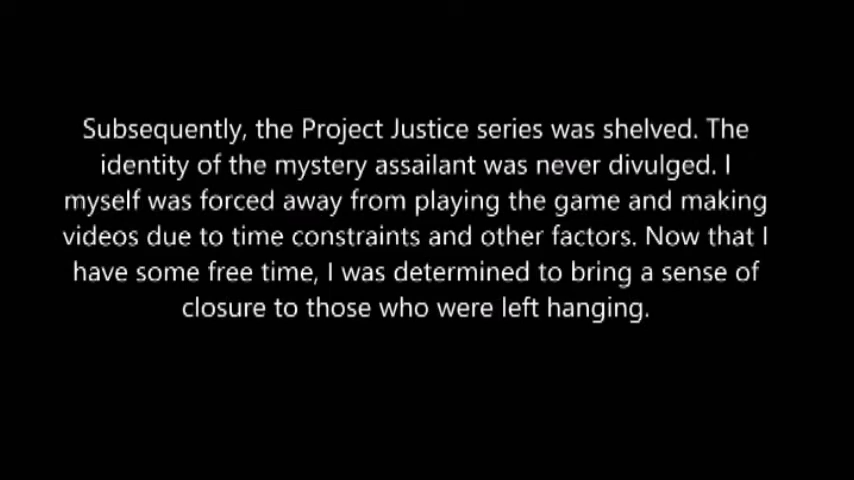 Subsequently, the Project Justice series was shelved. The
identity of the mystery assailant was never divulged. I
myself was forced away from playing the game and making
videos due to time constraints and other factors. Now that I
have some free time, I was determined to bring a sense of
closure to those who were left hanging.